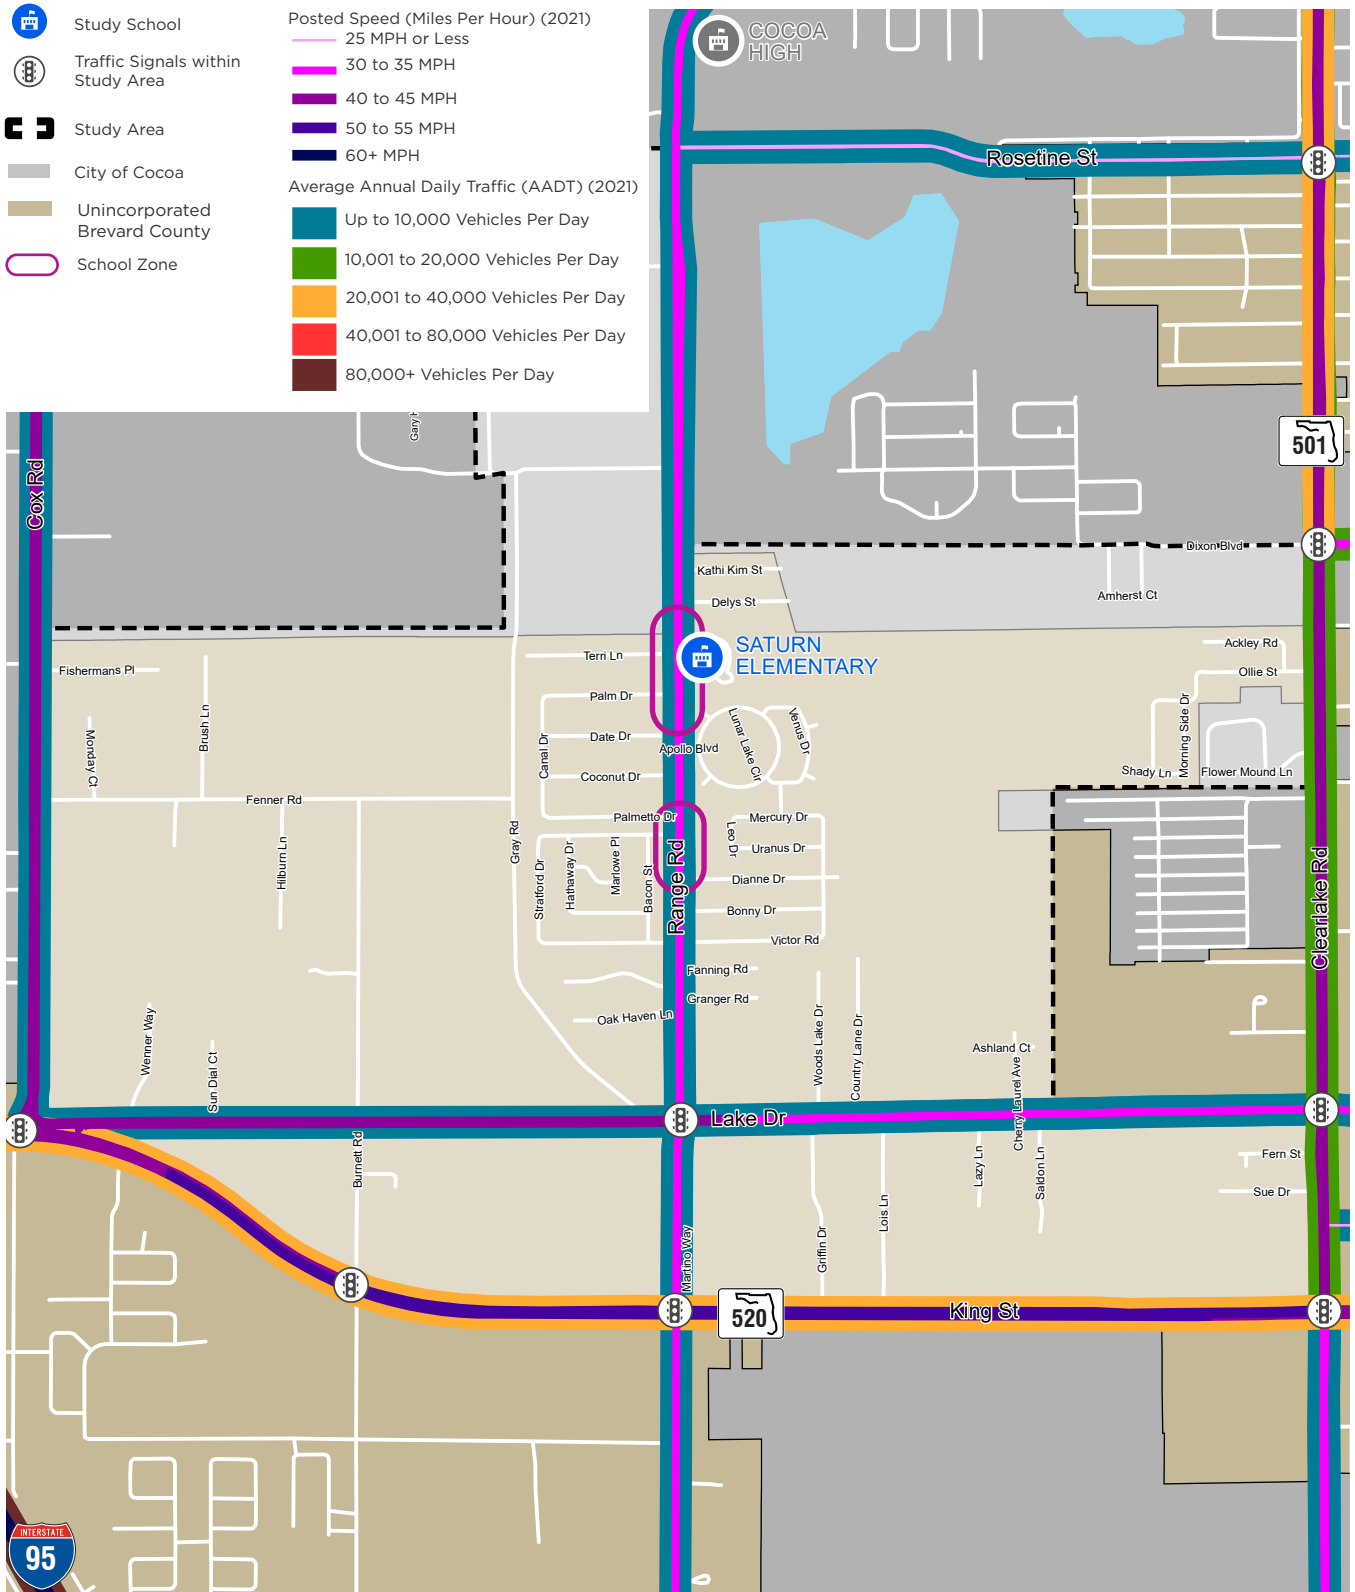 Study School
Traffic Signals within
Study Area
Study Area
City of Cocoa
Unincorporated
Brevard County
School Zone
Posted Speed (Miles Per Hour) (2021)
25 MPH or Less
30 to 35 MPH
40 to 45 MPH
50 to 55 MPH
60+ MPH
Average Annual Daily Traffic (AADT) (2021)
Up to 10,000 Vehicles Per Day
10,001 to 20,000 Vehicles Per Day
20,001 to 40,000 Vehicles Per Day
40,001 to 80,000 Vehicles Per Day
80,000+ Vehicles Per Day
COCOA
HIGH
Rosetine St
501
Gary
Cox Rd
Dixon Blvd
Kathi Kim St
Delys St
Amherst Ct
SATURN
ELEMENTARY
Terri Ln
Ackley Rd
Ollie St
Fishermans Pl
Palm Dr
Brush Ln
Monday Ct
Canal Dr
Date Dr
Apollo Blvd
Lunar Lake Cir
Venus Dr
Morning Side Dr
Coconut Dr
Shady Ln
Flower Mound Ln
Fenner Rd
Palmetto Dr
Mercury Dr
Leo Dr
Uranus Dr
Gray Rd
Hilburn Ln
Stratford Dr
Hathaway Dr
Marlowe Pl
Bacon St
Range Rd
Dianne Dr
Bonny Dr
Victor Rd
Clearlake Rd
Fanning Rd
Granger Rd
Oak Haven Ln
Wenner Way
Sun Dial Ct
Woods Lake Dr
Country Lane Dr
Ashland Ct
Cherry Laurel Ave
Lake Dr
Burnett Rd
Lazy Ln
Saldon Ln
Fern St
Sue Dr
Lois Ln
Griffin Dr
Martino Way
520
King St
INTERSTATE
95